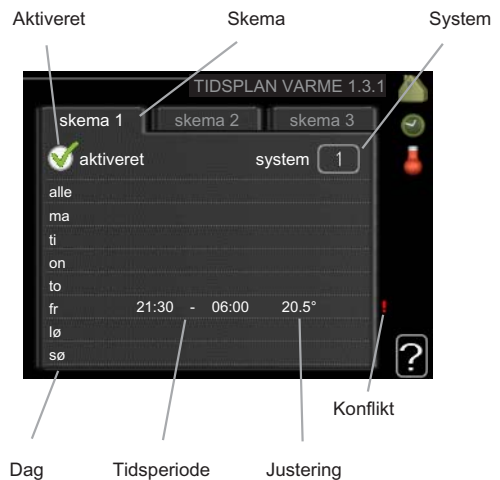 Aktiveret Skema System
TIDSPLAN VARME 1.3.1
skema 1 skema 2 skema 3
aktiveret system 1
alle
ma
ti
on
to
fr 21:30 - 06:00 20.5° !
lø
sø
?
Konflikt
Dag Tidsperiode Justering